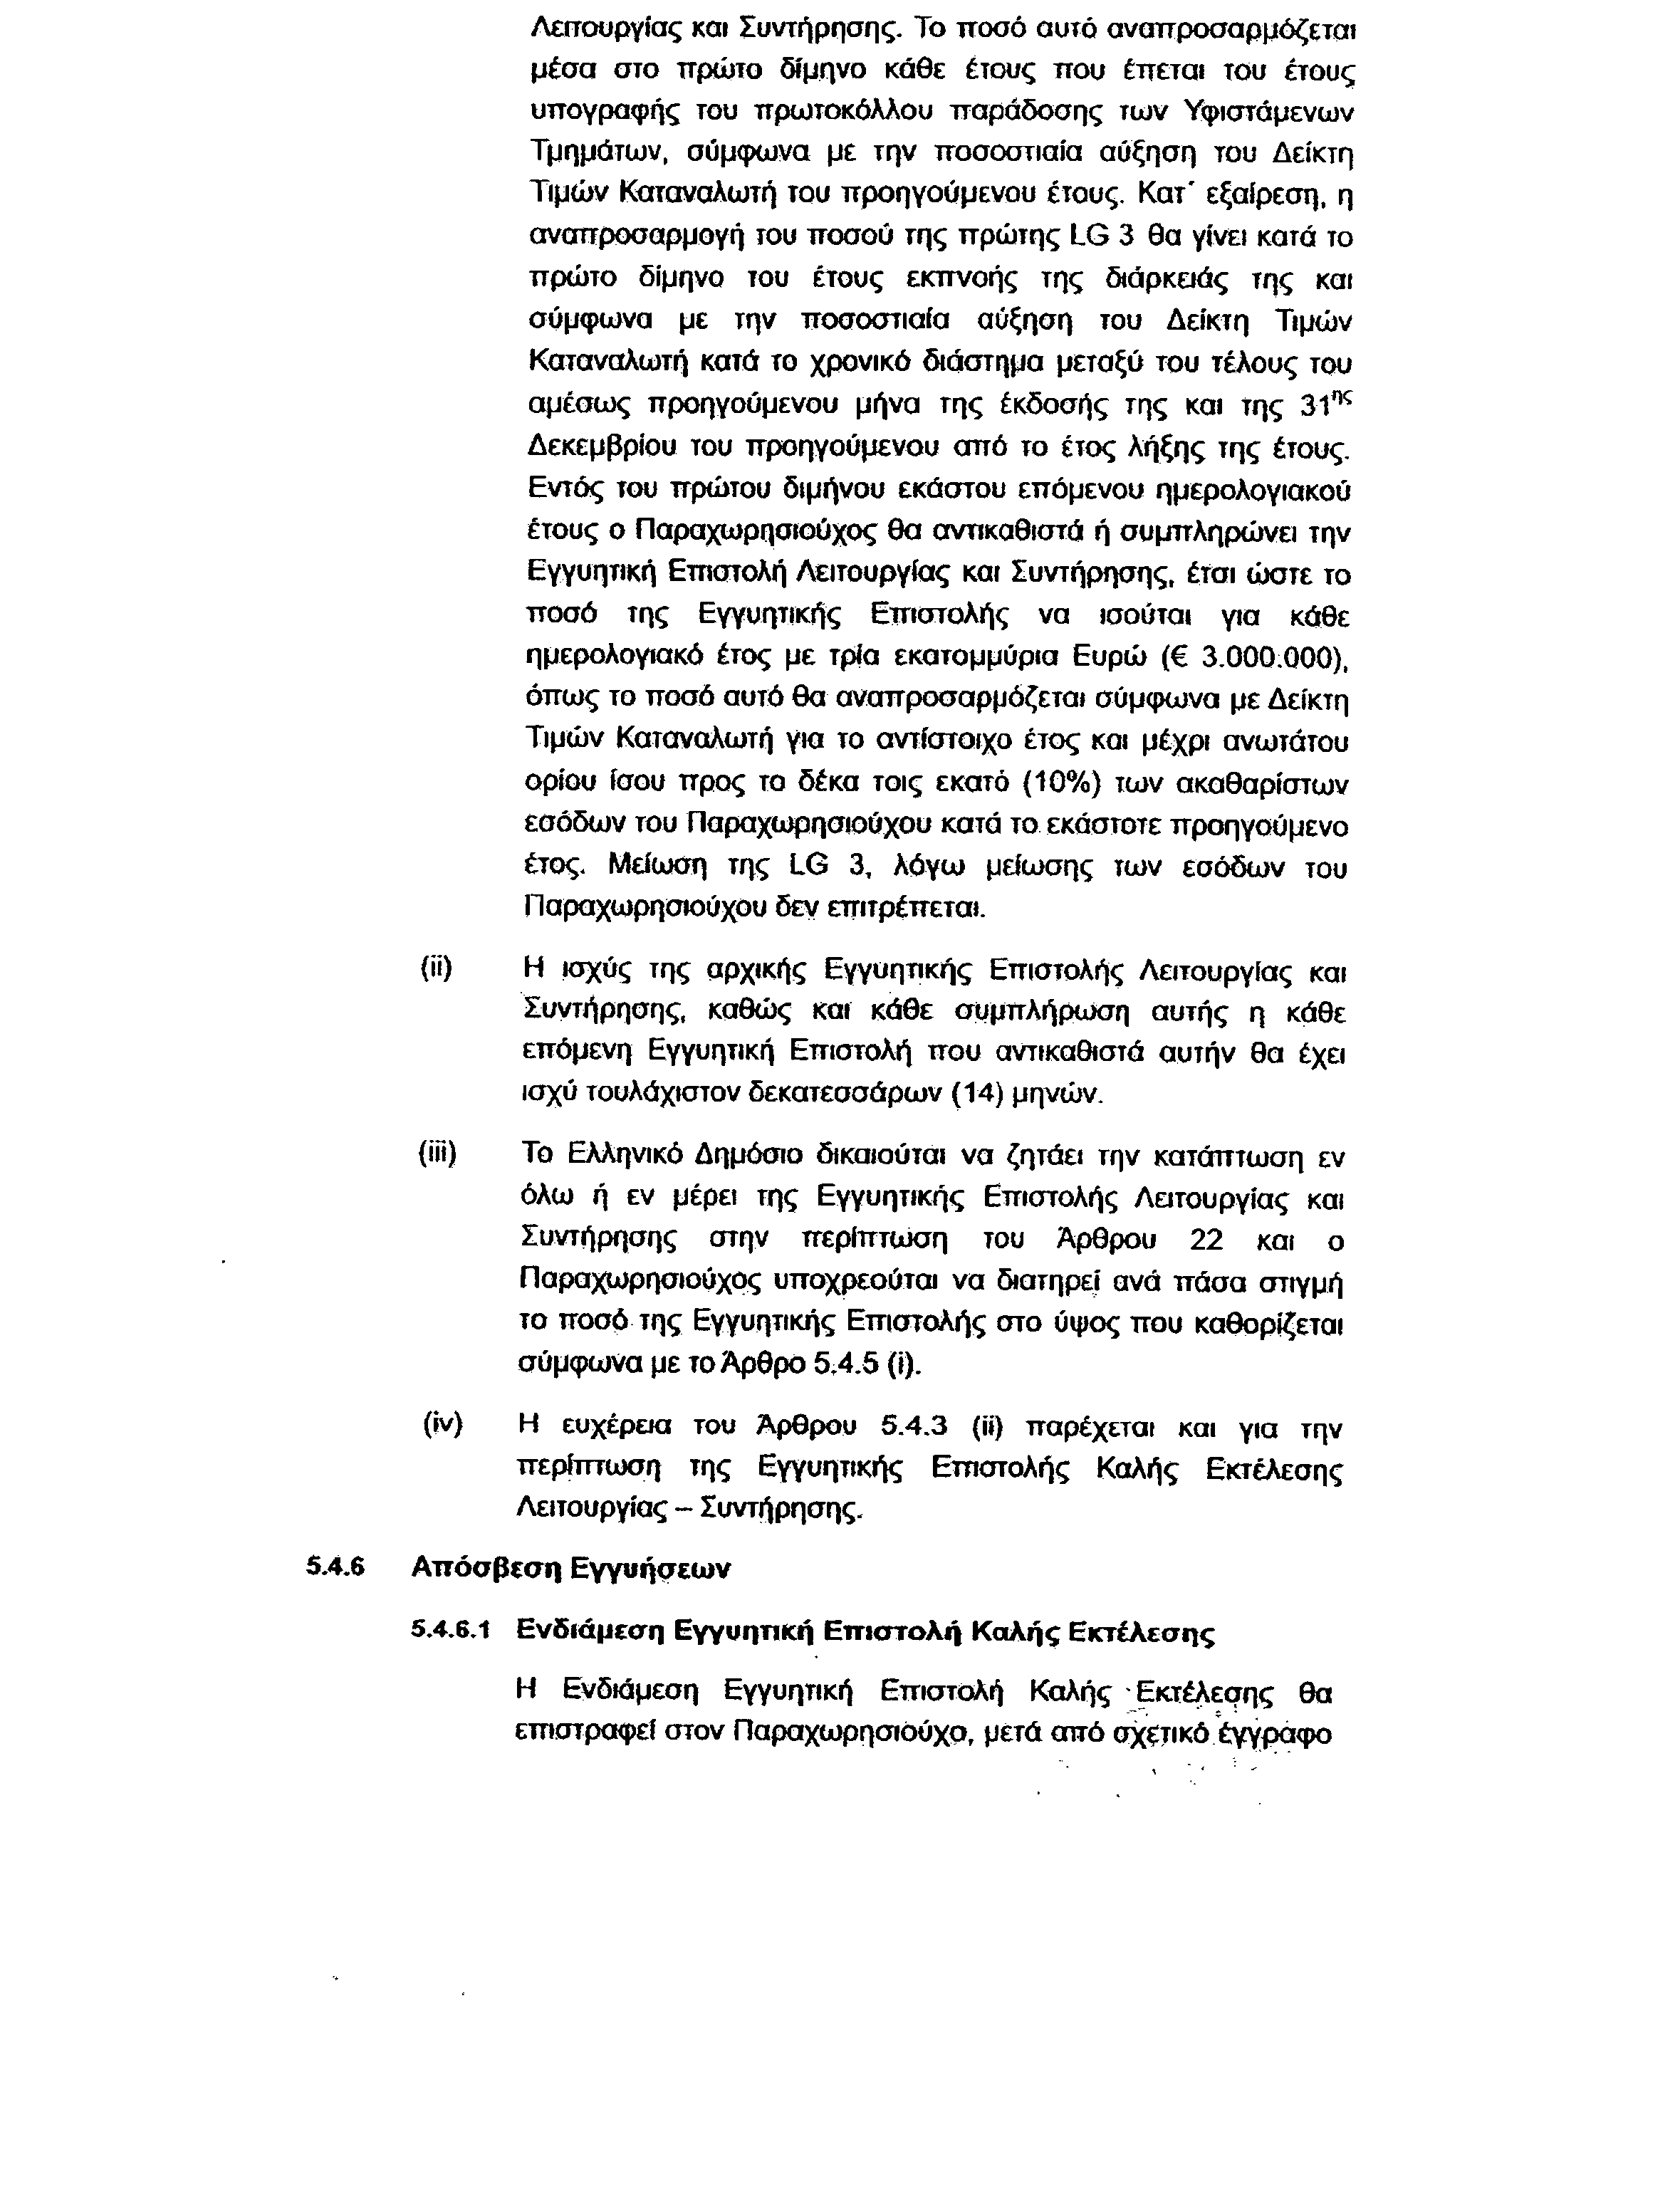 Λειτουργίας και Συντήρησης. Το ποσό αυτό αναπροσαρμόζεται
μέσα στο πρώτο δίμηνο κάθε έτους που έπεται του έτους
υπογραφής του πρωτοκόλλου παράδοσης των Υφιστάμενων
Τμημάτων, σύμφωνα με την ποσοστιαία αύξηση του Δείκτη
Τιμών Καταναλωτή του προηγούμενου έτους. Κατ' εξαίρεση, η
αναπροσαρμογή του ποσού της πρώτης LG 3 θα γίνει κατά το
πρώτο δίμηνο του έτους εκπνοής της διάρκειάς της και
σύμφωνα με την ποσοστιαία αύξηση του Δείκτη Τιμών
Καταναλωτή κατά το χρονικό διάστημα μεταξύ του τέλους του
αμέσως προηγούμενου μήνα της έκδοσής της και της 31ης
Δεκεμβρίου του προηγούμενου από το έτος λήξης της έτους.
Εντός του πρώτου διμήνου εκάστου επόμενου ημερολογιακού
έτους ο Παραχωρησιούχος θα αντικαθιστά ή συμπληρώνει την
Εγγυητική Επιστολή Λειτουργίας και Συντήρησης, έτσι ώστε το
ποσό της Εγγυητικής Επιστολής να ισούται για κάθε
ημερολογιακό έτος με τρία εκατομμύρια Ευρώ (€ 3.000.000),
όπως το ποσό αυτό θα αναπροσαρμόζεται σύμφωνα με Δείκτη
Τιμών Καταναλωτή για το αντίστοιχο έτος και μέχρι ανωτάτου
ορίου ίσου προς το δέκα τοις εκατό (10%) των ακαθαρίστων
εσόδων του Παραχωρησιούχου κατά το εκάστοτε προηγούμενο
έτος. Μείωση της LG 3, λόγω μείωσης των εσόδων του
Παραχωρησιούχου δεν επιτρέπεται.
(ii) Η ισχύς της αρχικής Εγγυητικής Επιστολής Λειτουργίας και
Συντήρησης, καθώς και κάθε συμπλήρωση αυτής η κάθε
επόμενη Εγγυητική Επιστολή που αντικαθιστά αυτήν θα έχει
ισχύ τουλάχιστον δεκατεσσάρων (14) μηνών.
(iii) Το Ελληνικό Δημόσιο δικαιούται να ζητάει την κατάπτωση εν
όλω ή εν μέρει της Εγγυητικής Επιστολής Λειτουργίας και
Συντήρησης στην περίπτωση του Άρθρου 22 και ο
Παραχωρησιούχος υποχρεούται να διατηρεί ανά πάσα στιγμή
το ποσό της Εγγυητικής Επιστολής στο ύψος που καθορίζεται
σύμφωνα με το Άρθρο 5.4.5 (i).
(iv) Η ευχέρεια του Άρθρου 5.4.3 (ii) παρέχεται και για την
περίπτωση της Εγγυητικής Επιστολής Καλής Εκτέλεσης
Λειτουργίας – Συντήρησης.
5.4.6 Απόσβεση Εγγυήσεων
5.4.6.1 Ενδιάμεση Εγγυητική Επιστολή Καλής Εκτέλεσης
Η Ενδιάμεση Εγγυητική Επιστολή Καλής Εκτέλεσης θα
επιστραφεί στον Παραχωρησιούχο, μετά από σχετικό έγγραφο